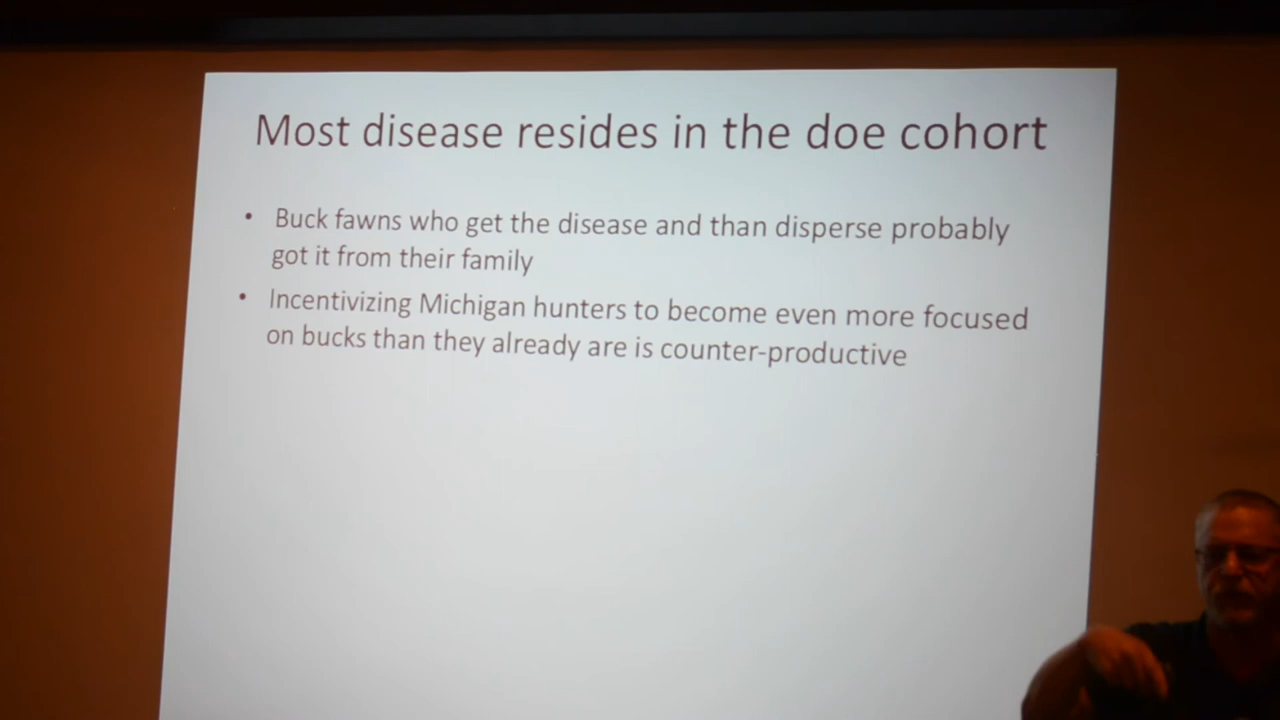 Most disease resides in the doe cohort
• Buck fawns who get the disease and than disperse probably
got it from their family
• Incentivizing Michigan hunters to become even more focused
on bucks than they already are is counter-productive